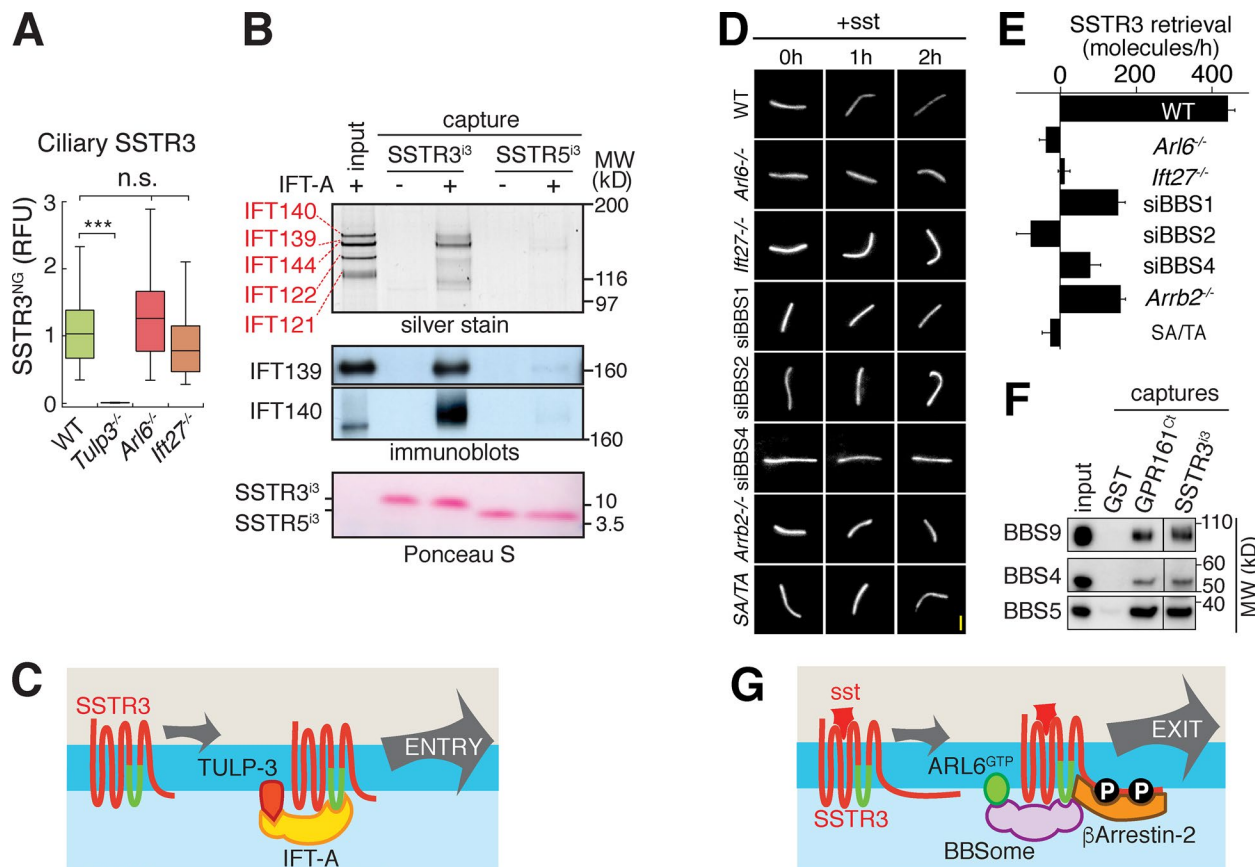 A
Ciliary SSTR3
n.s.
***
SSTR3NG (RFU)
3
2
1
0
WT
Tulp3-/-
Arl6-/-
Ift27-/-
B
capture
input
SSTR3i3
SSTR5i3
MW
(kD)
IFT-A + - + - +
IFT140
IFT139
IFT144
IFT122
IFT121
200
116
97
silver stain
IFT139
160
IFT140
160
immunoblots
SSTR3i3
SSTR5i3
10
3.5
Ponceau S
C
SSTR3
TULP-3
IFT-A
ENTRY
D
+sst
0h 1h 2h
WT
Arl6-/-
Ift27-/-
siBBS1
siBBS2
siBBS4
Arrb2-/-
SA/TA
E
SSTR3 retrieval
(molecules/h)
0 200 400
WT
Arl6-/-
Ift27-/-
siBBS1
siBBS2
siBBS4
Arrb2-/-
SA/TA
F
captures
input
GST
GPR161Ct
SSTR3i3
BBS9
BBS4
BBS5
110
60
50
40
MW (kD)
G
sst
SSTR3
ARL6GTP
BBSome
P P
βArrestin-2
EXIT